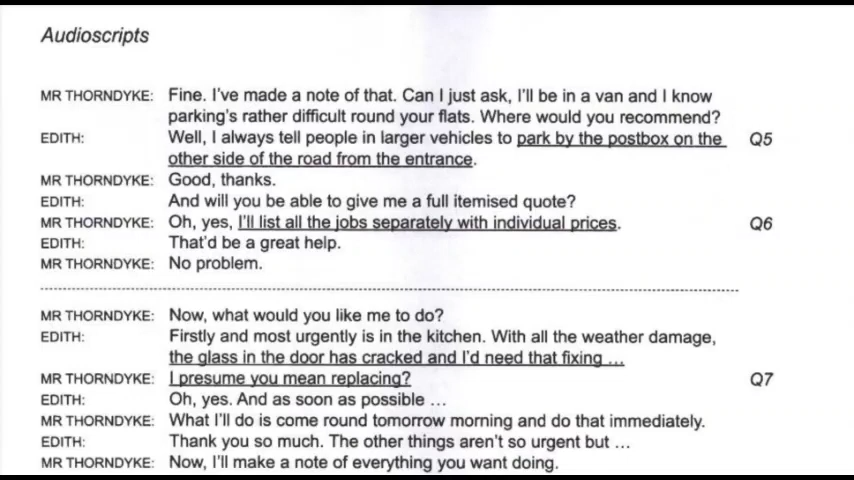 Audioscripts
MR THORNDYKE: Fine. I've made a note of that. Can I just ask, I'll be in a van and I know
parking's rather difficult round your flats. Where would you recommend?
EDITH: Well, I always tell people in larger vehicles to park by the postbox on the Q5
other side of the road from the entrance.
MR THORNDYKE: Good, thanks.
EDITH: And will you be able to give me a full itemised quote?
MR THORNDYKE: Oh, yes, I'll list all the jobs separately with individual prices. Q6
EDITH: That'd be a great help.
MR THORNDYKE: No problem.
MR THORNDYKE: Now, what would you like me to do?
EDITH: Firstly and most urgently is in the kitchen. With all the weather damage,
the glass in the door has cracked and I'd need that fixing ...
MR THORNDYKE: I presume you mean replacing? Q7
EDITH: Oh, yes. And as soon as possible ...
MR THORNDYKE: What I'll do is come round tomorrow morning and do that immediately.
EDITH: Thank you so much. The other things aren't so urgent but ...
MR THORNDYKE: Now, I'll make a note of everything you want doing.